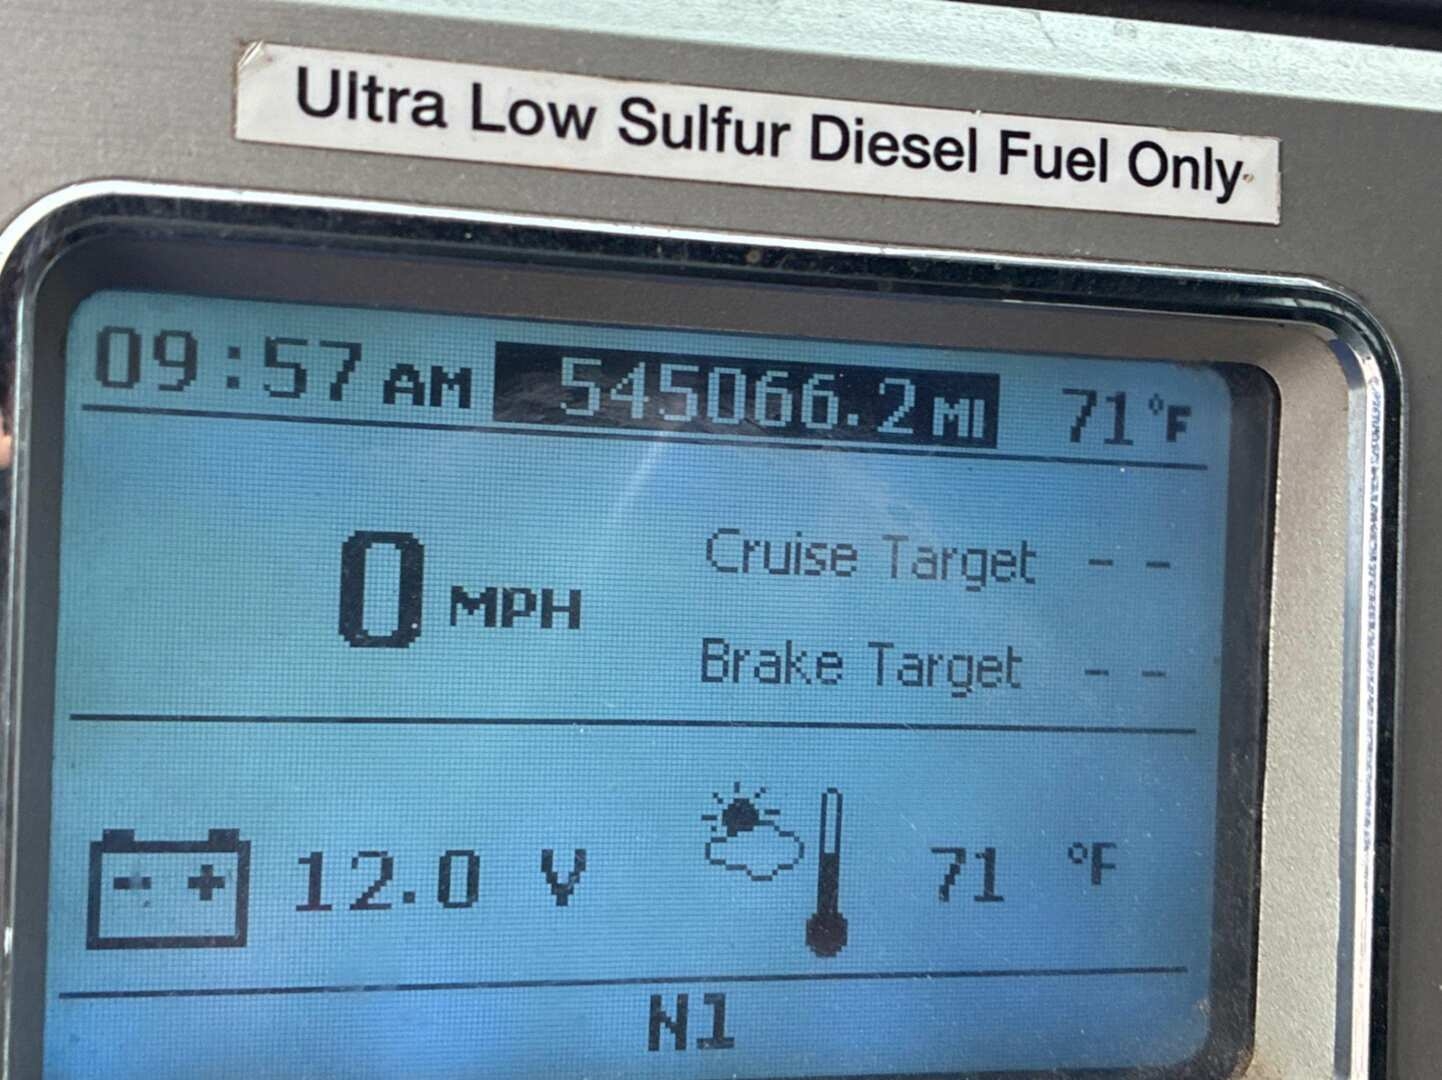 Ultra Low Sulfur Diesel Fuel Only
09:57 AM 545066.2 MI 71 °F
0 MPH
Cruise Target - -
Brake Target - -
- + 12.0 V 71 °F
N1